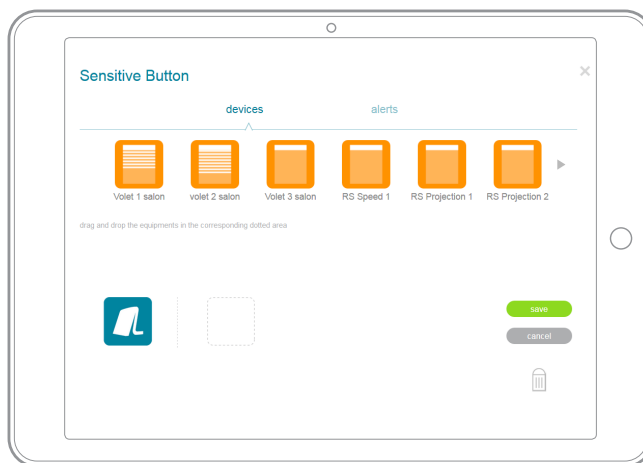 Sensitive Button
devices alerts
Volet 1 salon volet 2 salon Volet 3 salon RS Speed 1 RS Projection 1 RS Projection 2
drag and drop the equipments in the corresponding dotted area
save
cancel